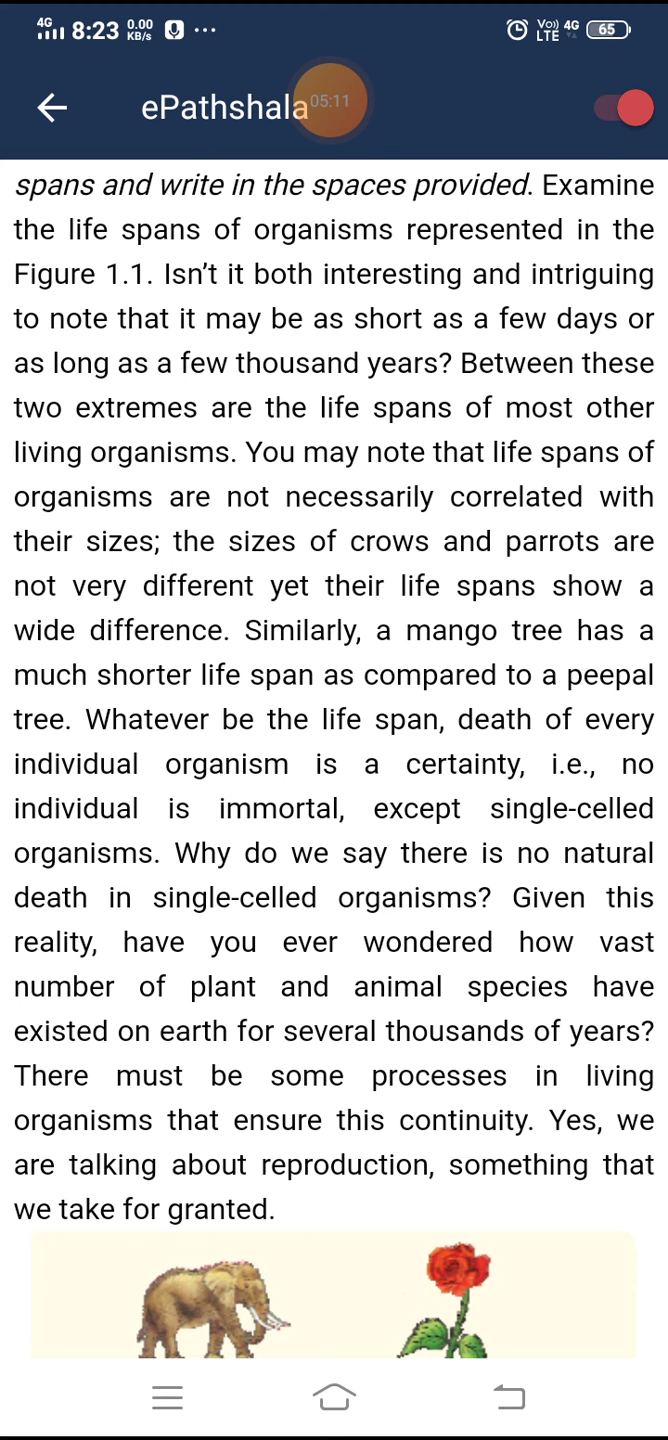 4G 8:23 0.00 KB/s ... Vo)) LTE 4G 65
ePathshala 05:11
spans and write in the spaces provided. Examine
the life spans of organisms represented in the
Figure 1.1. Isn’t it both interesting and intriguing
to note that it may be as short as a few days or
as long as a few thousand years? Between these
two extremes are the life spans of most other
living organisms. You may note that life spans of
organisms are not necessarily correlated with
their sizes; the sizes of crows and parrots are
not very different yet their life spans show a
wide difference. Similarly, a mango tree has a
much shorter life span as compared to a peepal
tree. Whatever be the life span, death of every
individual organism is a certainty, i.e., no
individual is immortal, except single-celled
organisms. Why do we say there is no natural
death in single-celled organisms? Given this
reality, have you ever wondered how vast
number of plant and animal species have
existed on earth for several thousands of years?
There must be some processes in living
organisms that ensure this continuity. Yes, we
are talking about reproduction, something that
we take for granted.